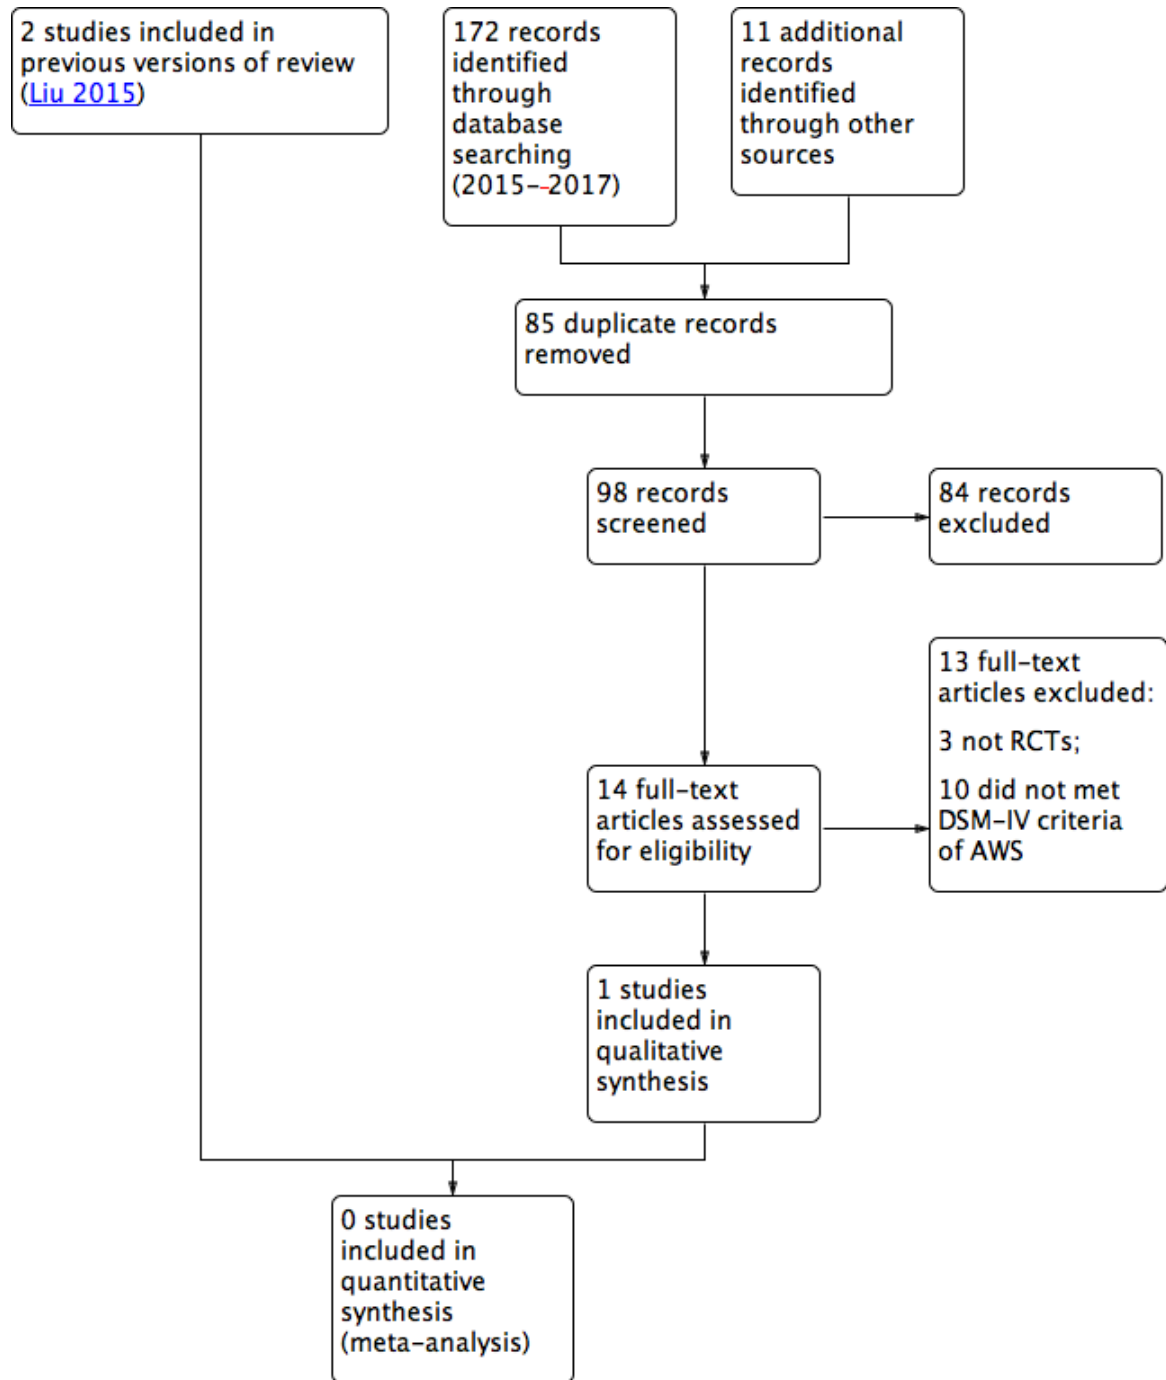 2 studies included in
previous versions of review
(Liu 2015)
172 records
identified
through
database
searching
(2015--2017)
11 additional
records
identified
through other
sources
85 duplicate records
removed
98 records
screened
84 records
excluded
13 full-text
articles excluded:
3 not RCTs;
10 did not met
DSM-IV criteria
of AWS
14 full-text
articles assessed
for eligibility
1 studies
included in
qualitative
synthesis
0 studies
included in
quantitative
synthesis
(meta-analysis)